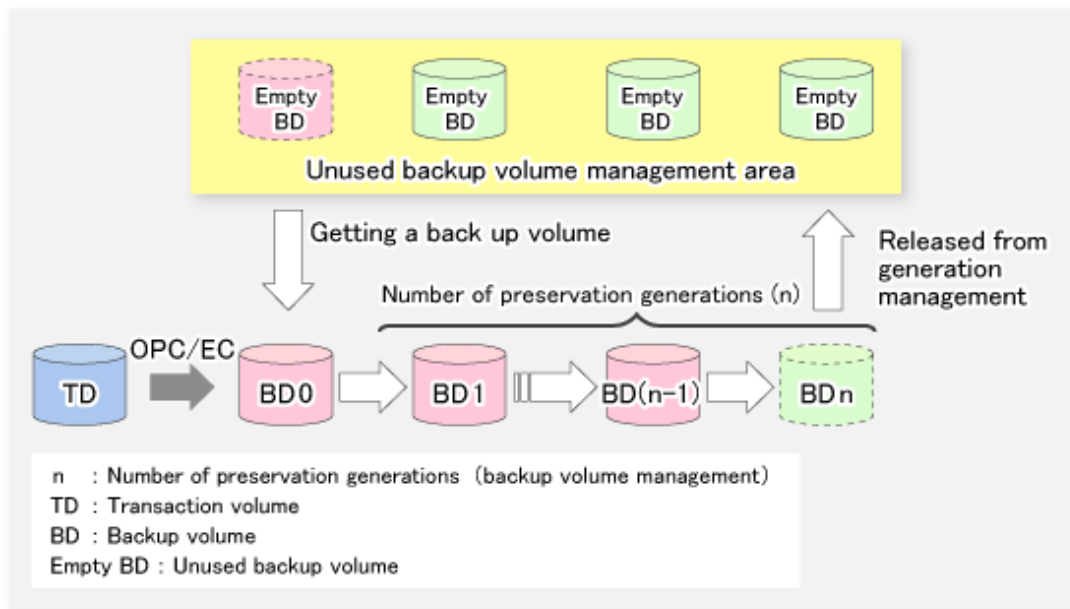 Empty
BD
Empty
BD
Empty
BD
Empty
BD
Unused backup volume management area
Getting a back up volume
Released from
generation
management
Number of preservation generations (n)
OPC/EC
TD
BD0
BD1
BD(n-1)
BDn
n : Number of preservation generations (backup volume management)
TD : Transaction volume
BD : Backup volume
Empty BD : Unused backup volume